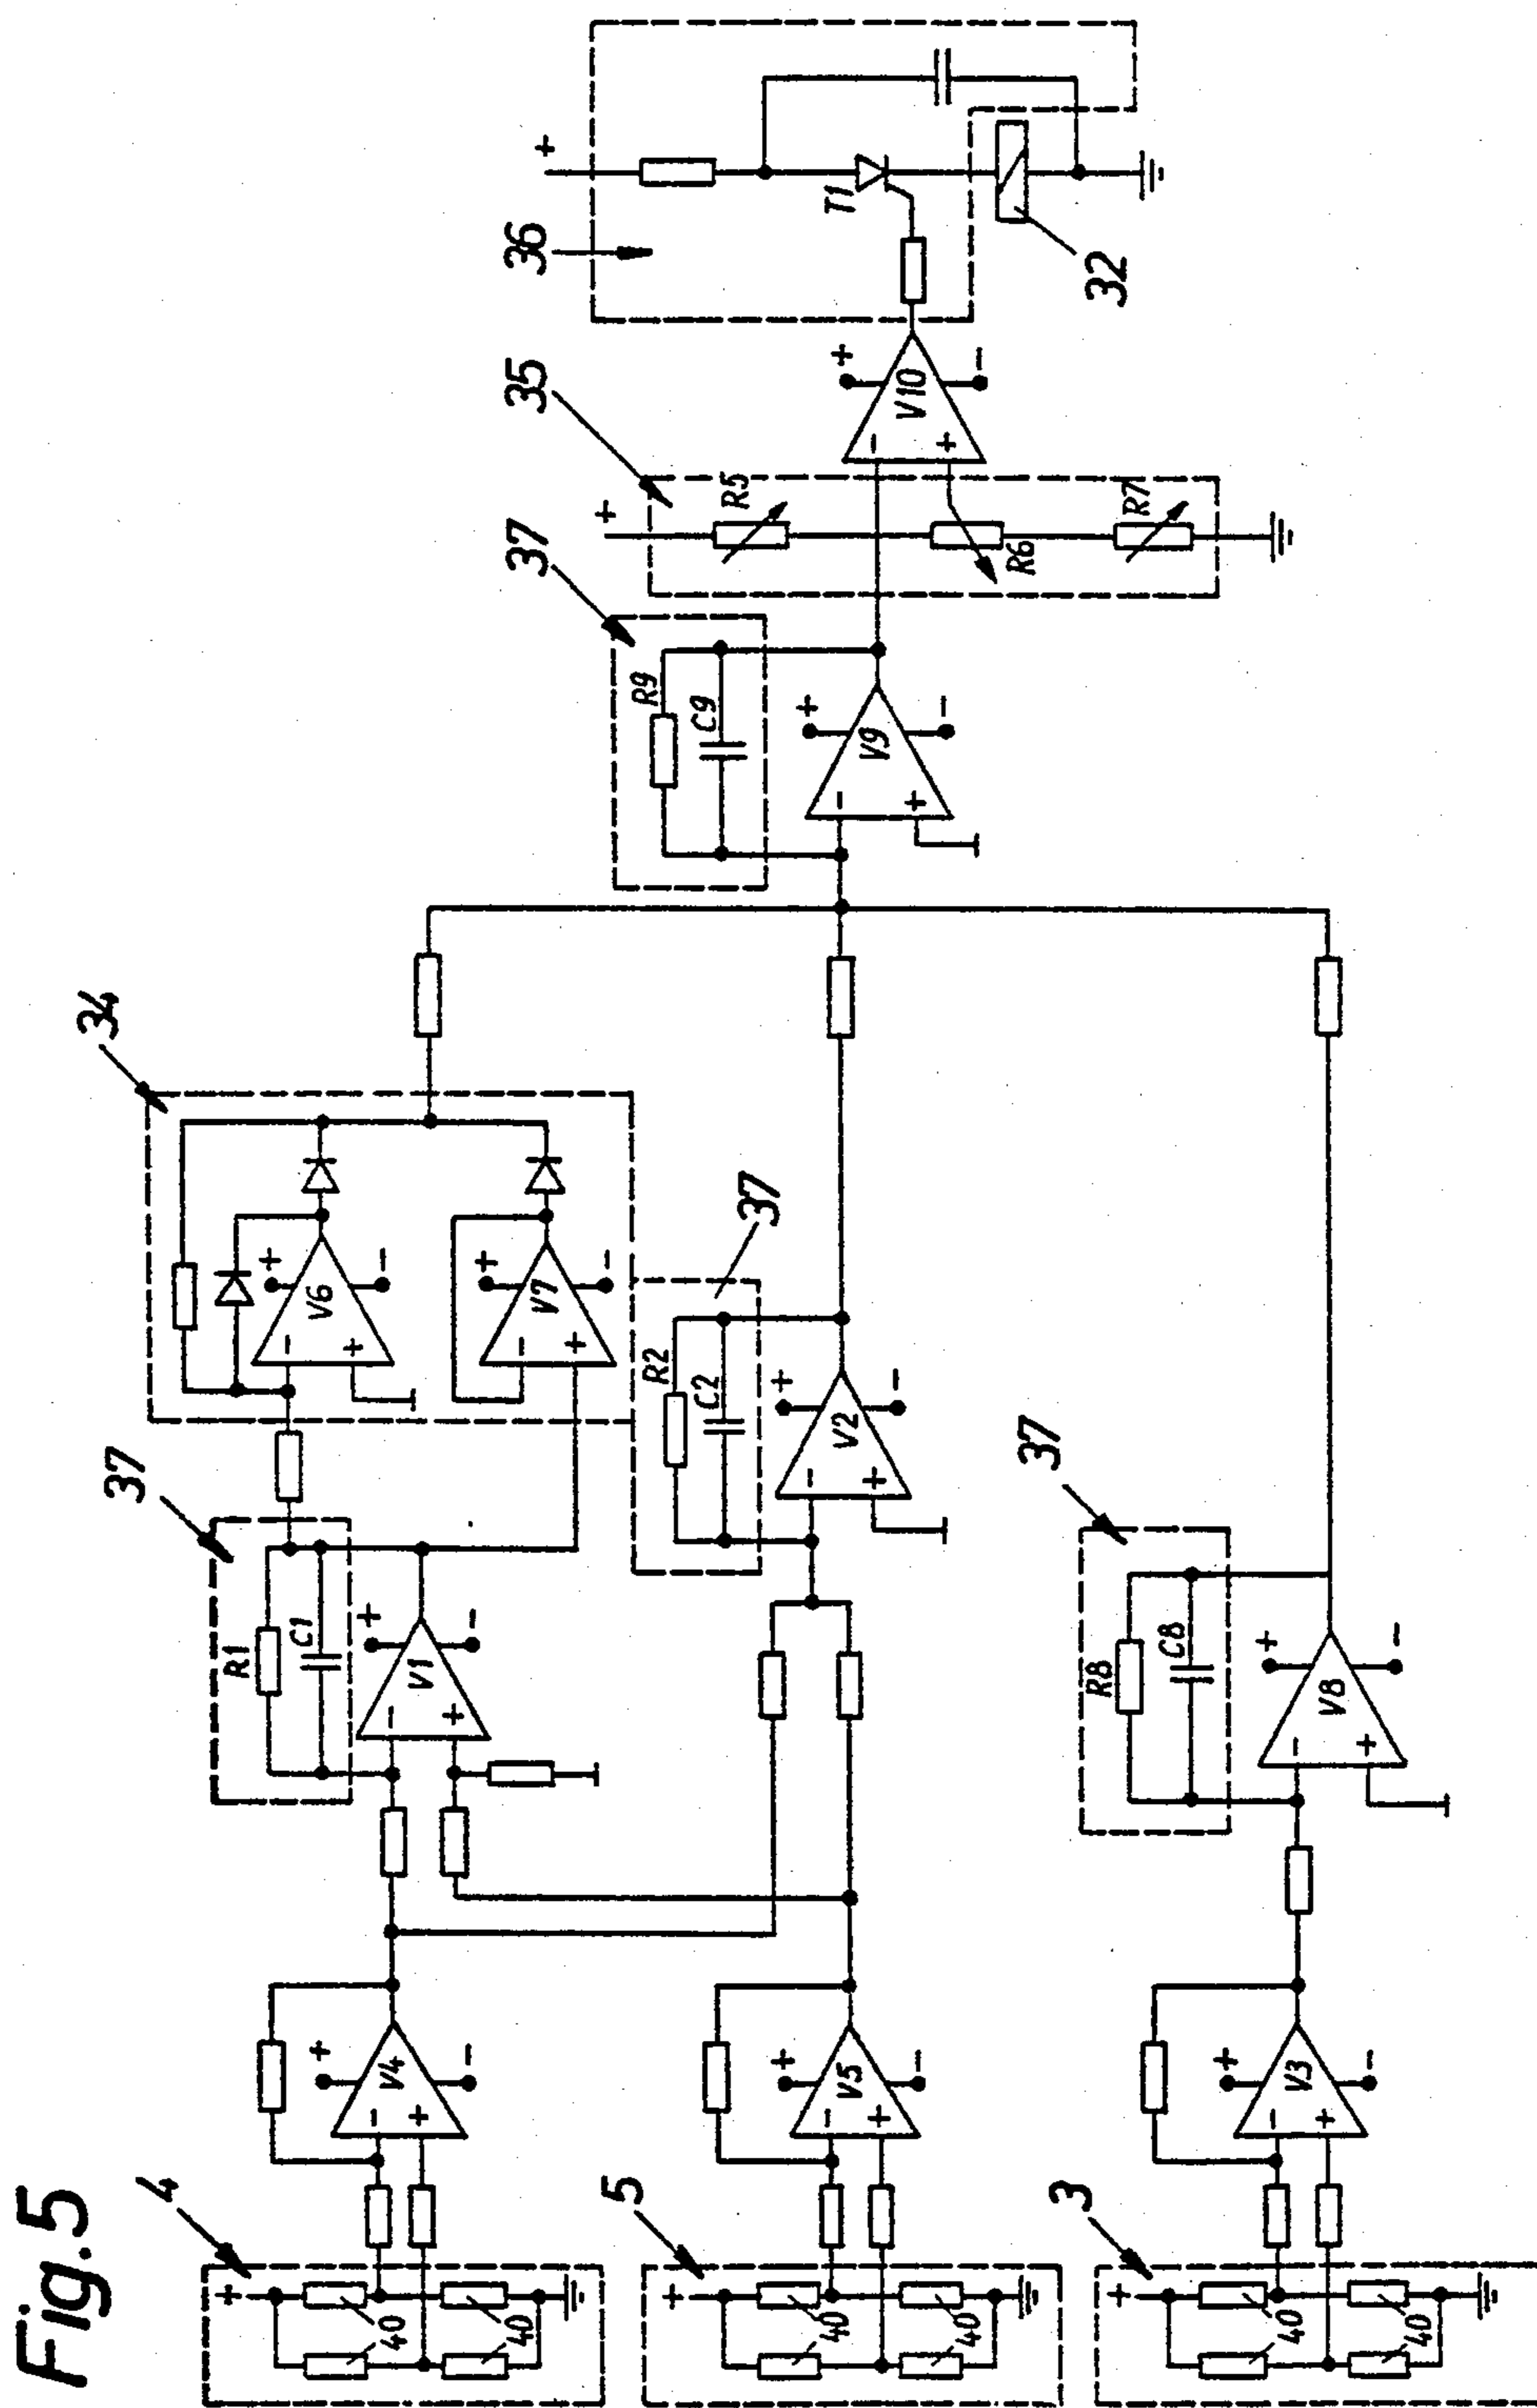 Fig.5
4
+
40
40
5
+
40
40
3
+
40
40
V4
-
+
+
-
V5
-
+
+
-
V3
-
+
+
-
37
R1
C1
V1
-
+
+
-
34
V6
-
+
+
-
V7
-
+
+
-
37
R2
C2
V2
-
+
+
-
37
R8
C8
V8
-
+
+
-
37
R9
C9
V9
-
+
+
-
35
+
R5
R6
R7
V10
-
+
+
-
36
+
T1
32